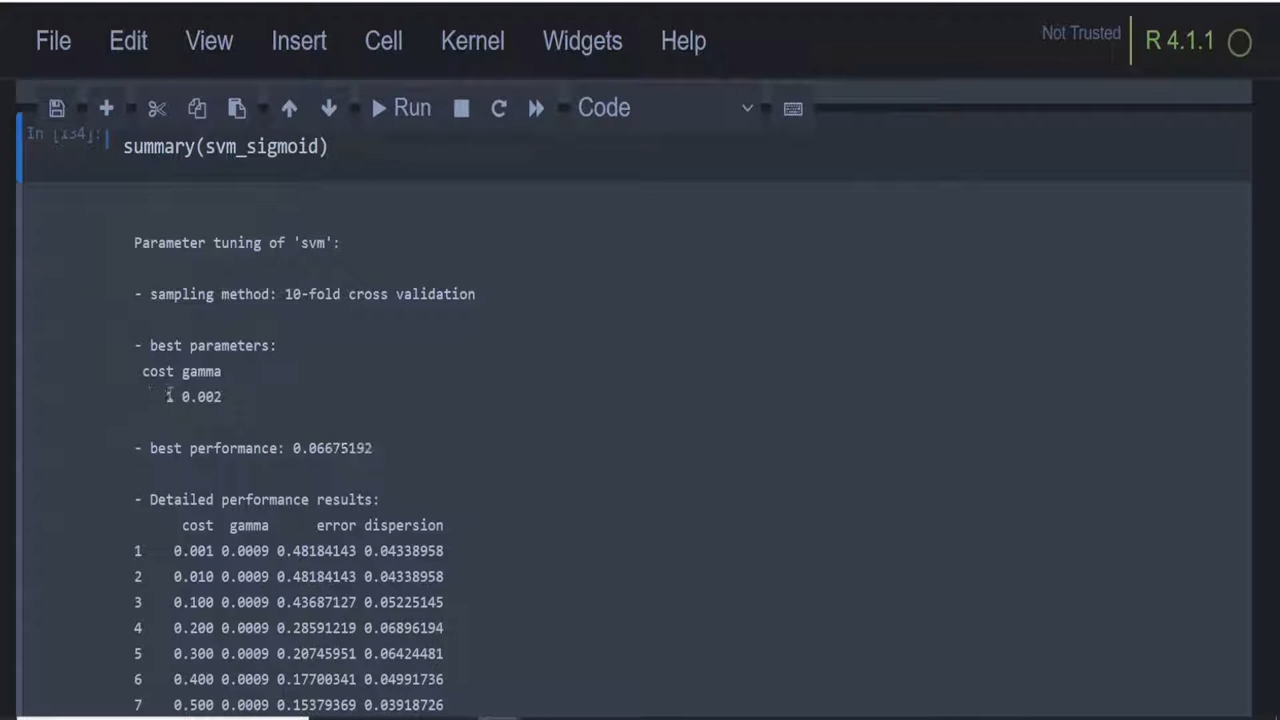 File Edit View Insert Cell Kernel Widgets Help Not Trusted R 4.1.1
Run Code
In [134]:
summary(svm_sigmoid)
Parameter tuning of 'svm':
- sampling method: 10-fold cross validation
- best parameters:
cost gamma
1 0.002
- best performance: 0.06675192
- Detailed performance results:
cost gamma error dispersion
1 0.001 0.0009 0.48184143 0.04338958
2 0.010 0.0009 0.48184143 0.04338958
3 0.100 0.0009 0.43687127 0.05225145
4 0.200 0.0009 0.28591219 0.06896194
5 0.300 0.0009 0.20745951 0.06424481
6 0.400 0.0009 0.17700341 0.04991736
7 0.500 0.0009 0.15379369 0.03918726